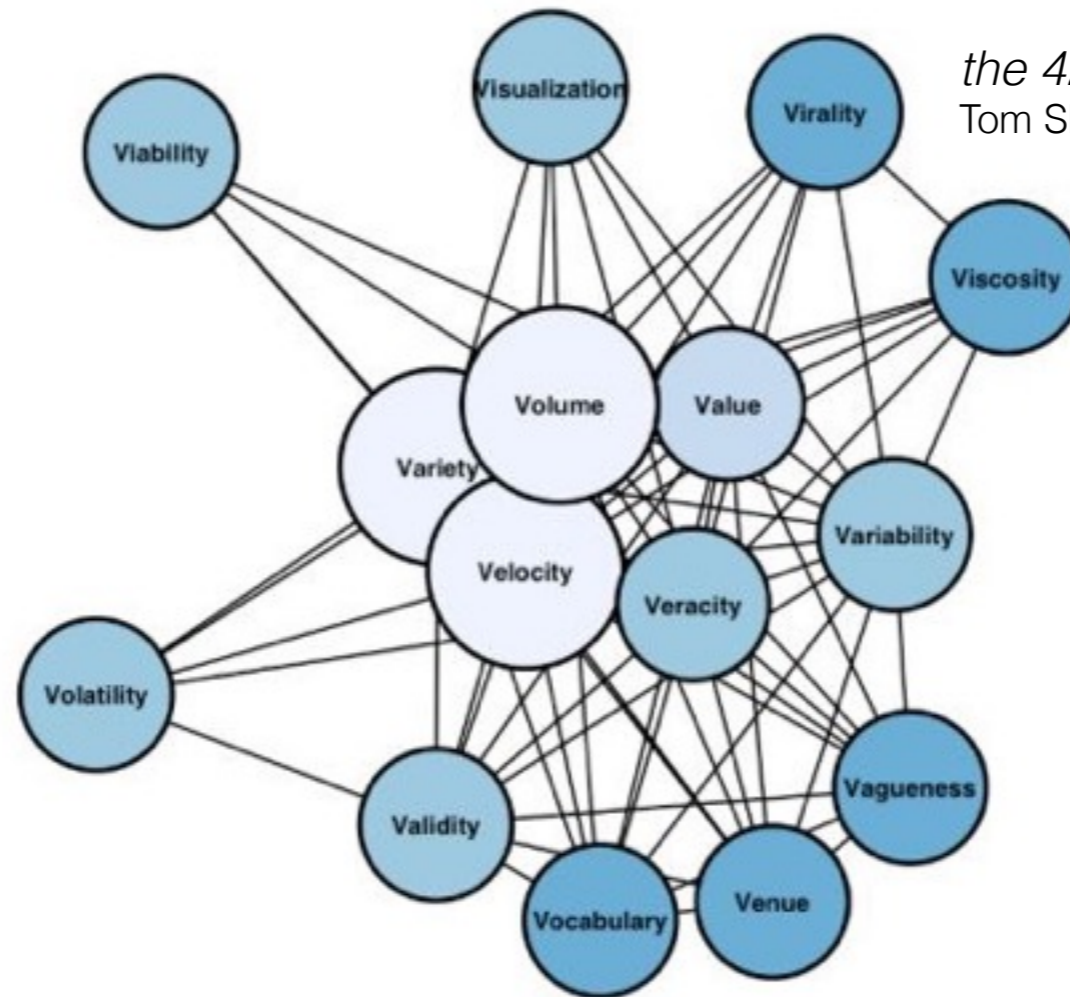 Visualization
Virality
the 4
Tom S
Viability
Viscosity
Volume
Value
Variety
Variability
Velocity
Veracity
Volatility
Vagueness
Validity
Venue
Vocabulary